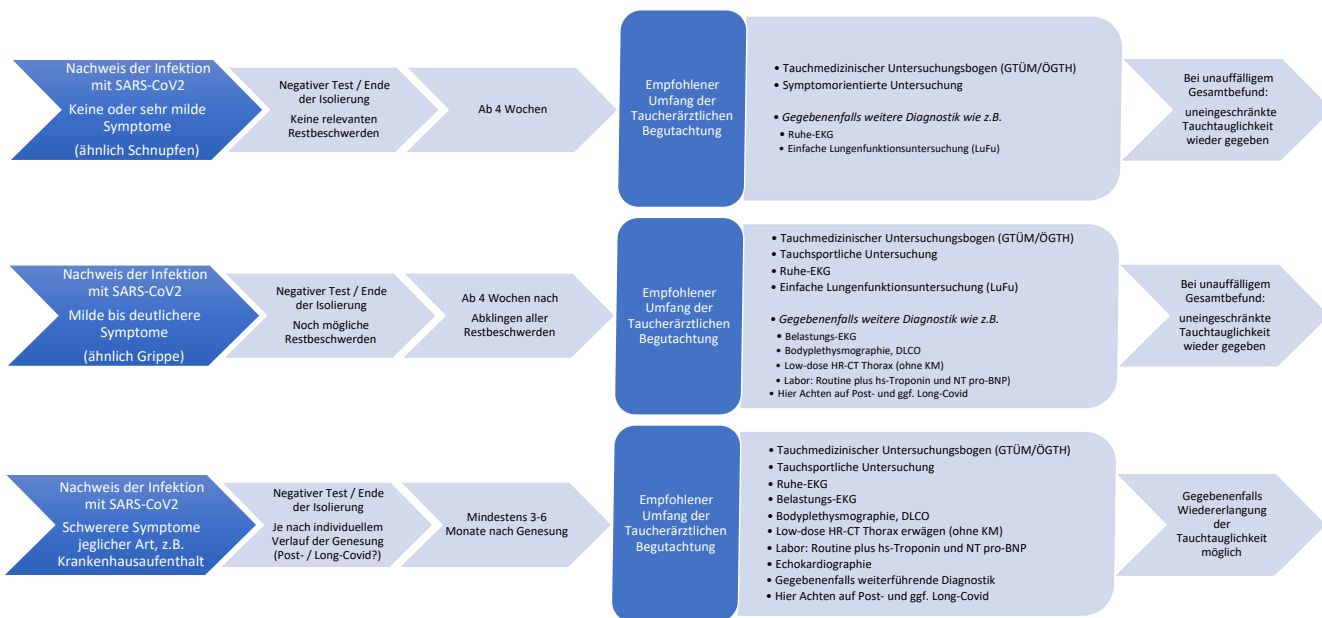 Nachweis der Infektion
mit SARS-CoV2
Keine oder sehr milde
Symptome
(ähnlich Schnupfen)
Negativer Test / Ende
der Isolierung
Keine relevanten
Restbeschwerden
Ab 4 Wochen
Empfohlener
Umfang der
Taucherärztlichen
Begutachtung
• Tauchmedizinischer Untersuchungsbogen (GTÜM/ÖGTH)
• Symptomorientierte Untersuchung
• Gegebenenfalls weitere Diagnostik wie z.B.
• Ruhe-EKG
• Einfache Lungenfunktionsuntersuchung (LuFu)
Bei unauffälligem
Gesamtbefund:
uneingeschränkte
Tauchtauglichkeit
wieder gegeben
Nachweis der Infektion
mit SARS-CoV2
Milde bis deutlichere
Symptome
(ähnlich Grippe)
Negativer Test / Ende
der Isolierung
Noch mögliche
Restbeschwerden
Ab 4 Wochen nach
Abklingen aller
Restbeschwerden
Empfohlener
Umfang der
Taucherärztlichen
Begutachtung
• Tauchmedizinischer Untersuchungsbogen (GTÜM/ÖGTH)
• Tauchsportliche Untersuchung
• Ruhe-EKG
• Einfache Lungenfunktionsuntersuchung (LuFu)
• Gegebenenfalls weitere Diagnostik wie z.B.
• Belastungs-EKG
• Bodyplethysmographie, DLCO
• Low-dose HR-CT Thorax (ohne KM)
• Labor: Routine plus hs-Troponin und NT pro-BNP)
• Hier Achten auf Post- und ggf. Long-Covid
Bei unauffälligem
Gesamtbefund:
uneingeschränkte
Tauchtauglichkeit
wieder gegeben
Nachweis der Infektion
mit SARS-CoV2
Schwerere Symptome
jeglicher Art, z.B.
Krankenhausaufenthalt
Negativer Test / Ende
der Isolierung
Je nach individuellem
Verlauf der Genesung
(Post- / Long-Covid?)
Mindestens 3-6
Monate nach Genesung
Empfohlener
Umfang der
Taucherärztlichen
Begutachtung
• Tauchmedizinischer Untersuchungsbogen (GTÜM/ÖGTH)
• Tauchsportliche Untersuchung
• Ruhe-EKG
• Belastungs-EKG
• Bodyplethysmographie, DLCO
• Low-dose HR-CT Thorax erwägen (ohne KM)
• Labor: Routine plus hs-Troponin und NT pro-BNP
• Echokardiographie
• Gegebenenfalls weiterführende Diagnostik
• Hier Achten auf Post- und ggf. Long-Covid
Gegebenenfalls
Wiedererlangung
der
Tauchtauglichkeit
möglich